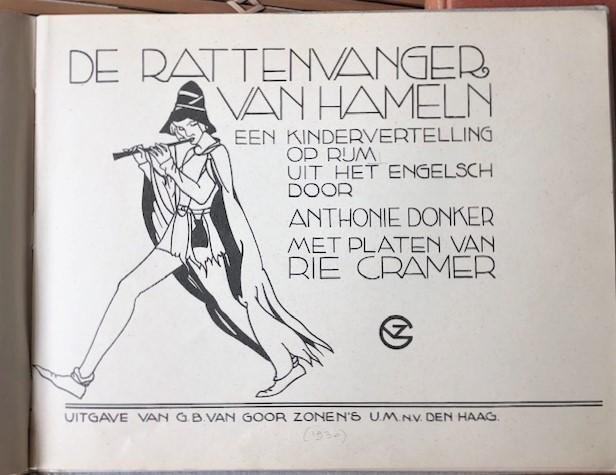 DE RATTENVANGER
VAN HAMELN
EEN KINDERVERTELLING
OP RIJM
UIT HET ENGELSCH
DOOR
ANTHONIE DONKER
MET PLATEN VAN
RIE CRAMER
GZ
UITGAVE VAN G.B. VAN GOOR ZONEN'S U.M. N.V. DEN HAAG.
(1930)